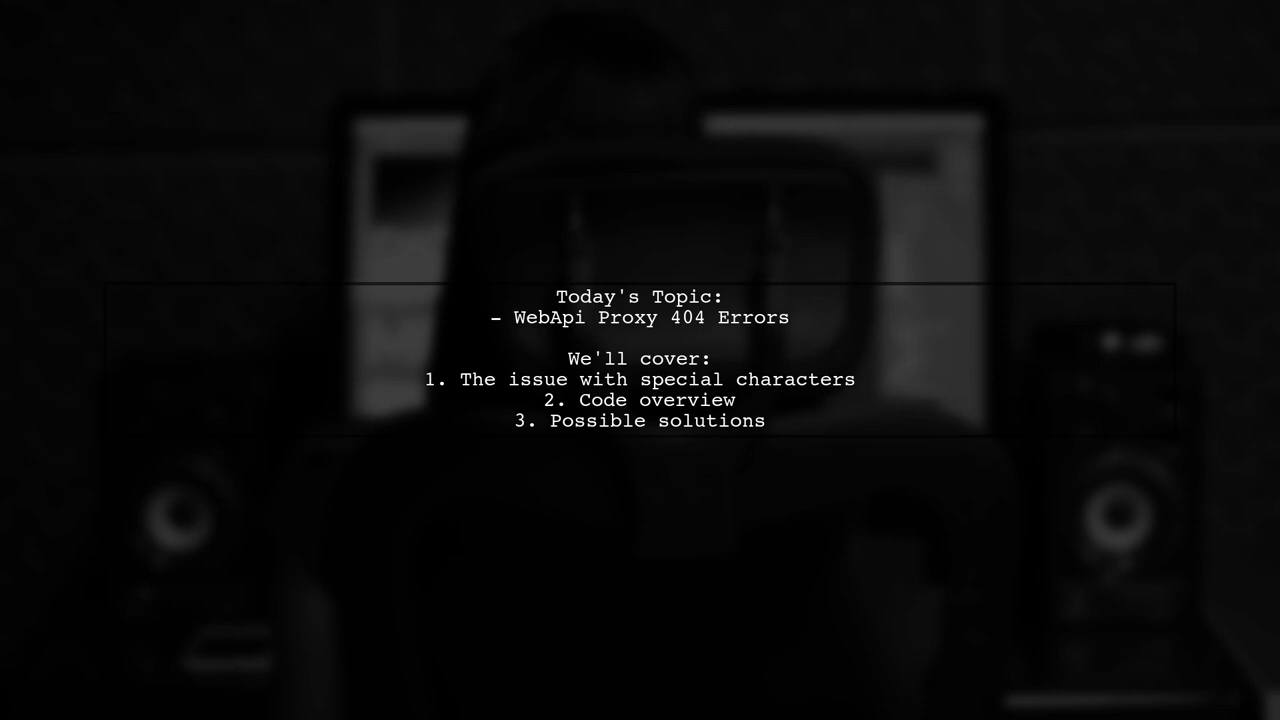 Today's Topic:
- WebApi Proxy 404 Errors
We'll cover:
1. The issue with special characters
2. Code overview
3. Possible solutions